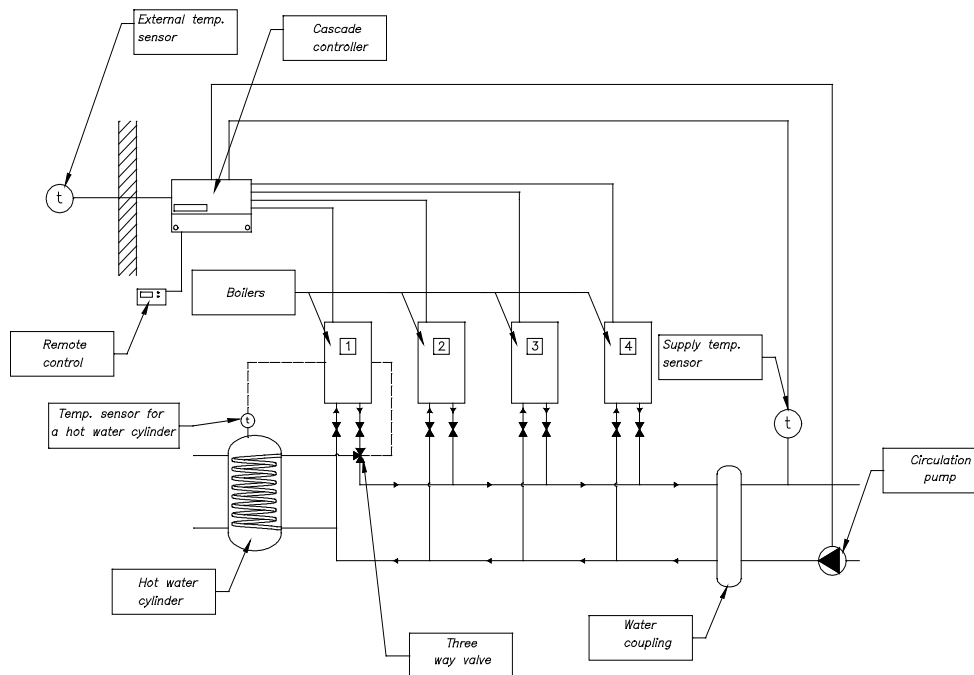 External temp.
sensor
Cascade
controller
t
Boilers
Remote
control
1
2
3
4
Supply temp.
sensor
Temp. sensor for
a hot water cylinder
t
t
Circulation
pump
Hot water
cylinder
Three
way valve
Water
coupling